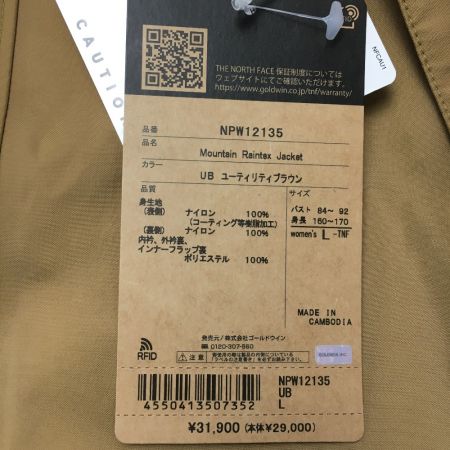 CAUTION
NFCAU1
THE NORTH FACE 保証制度については
ウェブサイトにてご確認いただけます。
https://www.goldwin.co.jp/tnf/warranty/
品番 NPW12135
品名 Mountain Raintex Jacket
カラー UB ユーティリティブラウン
品質
サイズ
身生地
(表側) ナイロン 100%
(コーティング等樹脂加工)
(裏側) ナイロン 100%
内衿、外衿裏、
インナーフラップ裏
ポリエステル 100%
バスト 84~ 92
身長 160~170
women's L -TNF
MADE IN
CAMBODIA
RFID
発売元/株式会社ゴールドウイン
0120-307-560
注意
GOLDWIN INC.
4550413507352
NPW12135
UB
L
¥31,900 (本体¥29,000)